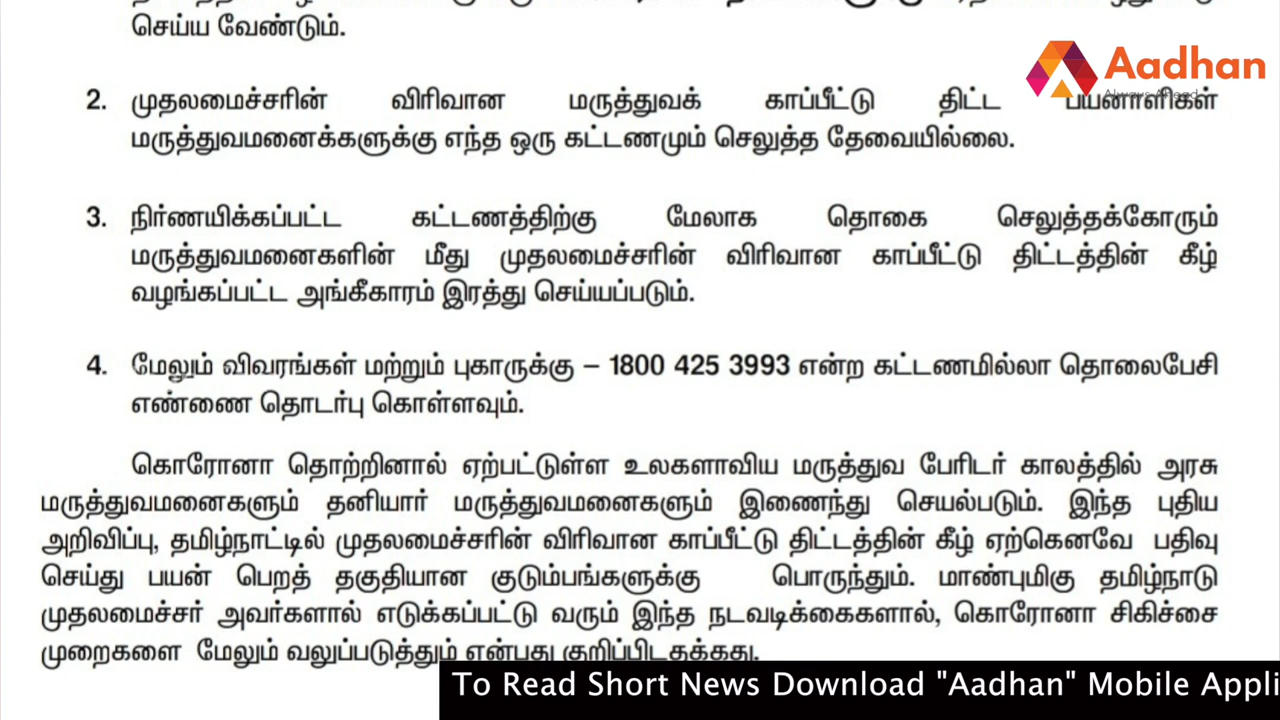 செய்ய வேண்டும்.
Aadhan
Always Ahead
2. முதலமைச்சரின் விரிவான மருத்துவக் காப்பீட்டு திட்ட பயனாளிகள்
மருத்துவமனைக்களுக்கு எந்த ஒரு கட்டணமும் செலுத்த தேவையில்லை.
3. நிர்ணயிக்கப்பட்ட கட்டணத்திற்கு மேலாக தொகை செலுத்தக்கோரும்
மருத்துவமனைகளின் மீது முதலமைச்சரின் விரிவான காப்பீட்டு திட்டத்தின் கீழ்
வழங்கப்பட்ட அங்கீகாரம் இரத்து செய்யப்படும்.
4. மேலும் விவரங்கள் மற்றும் புகாருக்கு – 1800 425 3993 என்ற கட்டணமில்லா தொலைபேசி
எண்ணை தொடர்பு கொள்ளவும்.
கொரோனா தொற்றினால் ஏற்பட்டுள்ள உலகளாவிய மருத்துவ பேரிடர் காலத்தில் அரசு
மருத்துவமனைகளும் தனியார் மருத்துவமனைகளும் இணைந்து செயல்படும். இந்த புதிய
அறிவிப்பு, தமிழ்நாட்டில் முதலமைச்சரின் விரிவான காப்பீட்டு திட்டத்தின் கீழ் ஏற்கெனவே பதிவு
செய்து பயன் பெறத் தகுதியான குடும்பங்களுக்கு பொருந்தும். மாண்புமிகு தமிழ்நாடு
முதலமைச்சர் அவர்களால் எடுக்கப்பட்டு வரும் இந்த நடவடிக்கைகளால், கொரோனா சிகிச்சை
முறைகளை மேலும் வலுப்படுத்தும் என்பது குறிப்பிடதக்கது.
To Read Short News Download "Aadhan" Mobile Appli